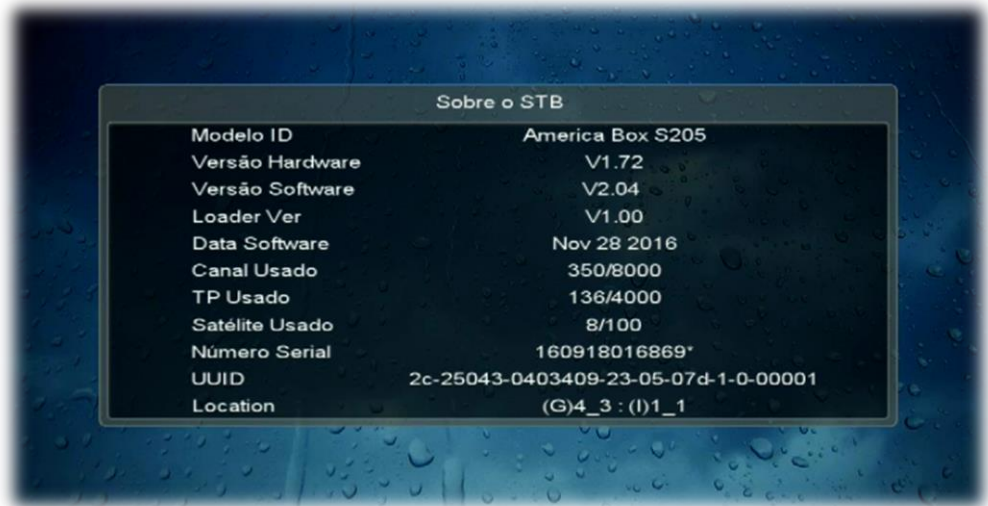 Sobre o STB
Modelo ID America Box S205
Versão Hardware V1.72
Versão Software V2.04
Loader Ver V1.00
Data Software Nov 28 2016
Canal Usado 350/8000
TP Usado 136/4000
Satélite Usado 8/100
Número Serial 160918016869*
UUID 2c-25043-0403409-23-05-07d-1-0-00001
Location (G)4_3 : (I)1_1